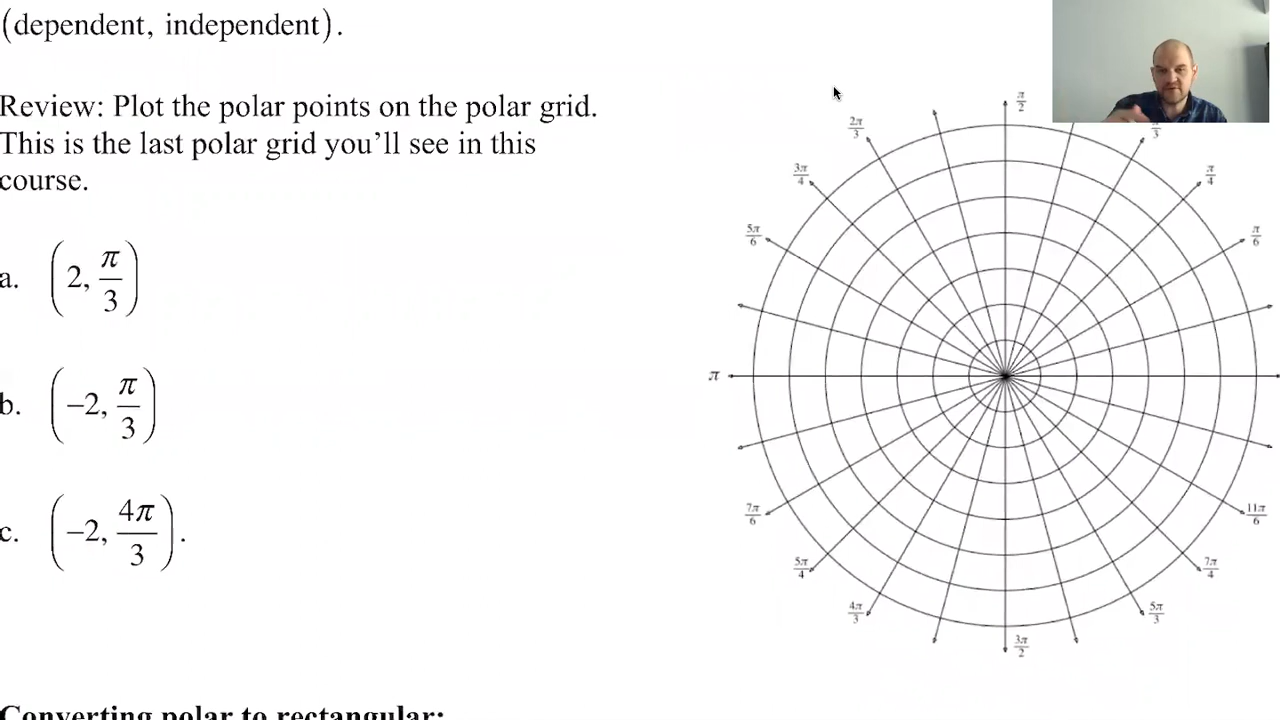 (dependent, independent).
Review: Plot the polar points on the polar grid.
This is the last polar grid you’ll see in this
course.
a. (2, π/3)
b. (−2, π/3)
c. (−2, 4π/3).
Converting polar to rectangular:
π/2
2π/3
3π/4
5π/6
π
7π/6
5π/4
4π/3
3π/2
5π/3
7π/4
11π/6
π/6
π/4